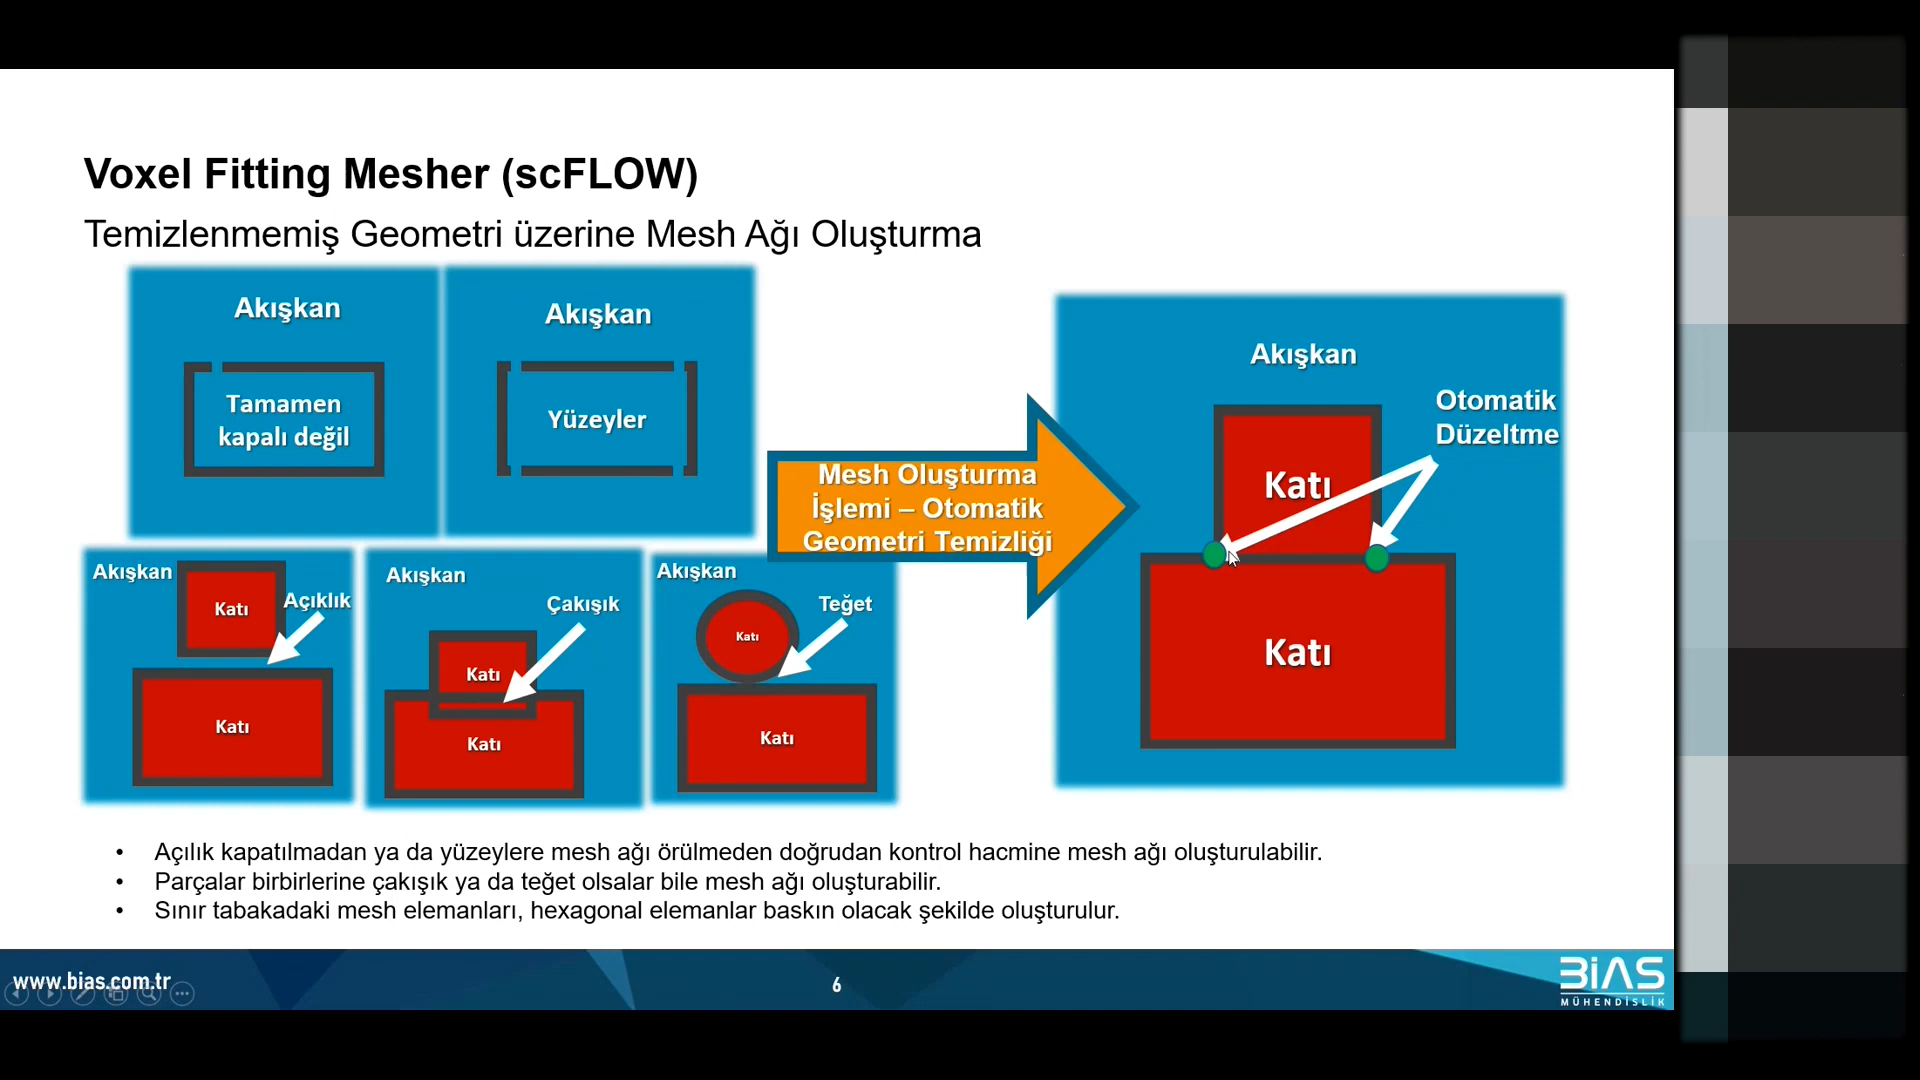 Voxel Fitting Mesher (scFLOW)
Temizlenmemiş Geometri üzerine Mesh Ağı Oluşturma
Akışkan
Tamamen
kapalı değil
Akışkan
Yüzeyler
Akışkan
Katı
Açıklık
Katı
Akışkan
Çakışık
Katı
Katı
Akışkan
Teğet
Katı
Katı
Mesh Oluşturma
İşlemi – Otomatik
Geometri Temizliği
Akışkan
Otomatik
Düzeltme
Katı
Katı
• Açılık kapatılmadan ya da yüzeylere mesh ağı örülmeden doğrudan kontrol hacmine mesh ağı oluşturulabilir.
• Parçalar birbirlerine çakışık ya da teğet olsalar bile mesh ağı oluşturabilir.
• Sınır tabakadaki mesh elemanları, hexagonal elemanlar baskın olacak şekilde oluşturulur.
www.bias.com.tr
6
BiAS
MÜHENDİSLİK